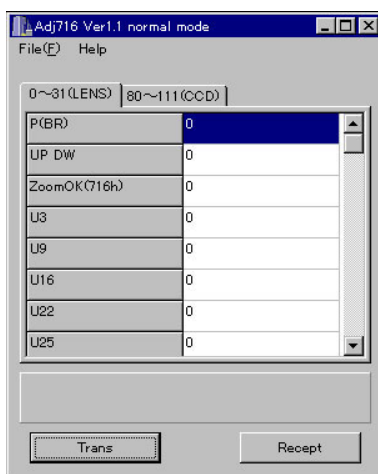 Adj716 Ver1.1 normal mode
File(F) Help
0~31(LENS) 80~111(CCD)
P(BR) 0
UP DW 0
ZoomOK(716h) 0
U3 0
U9 0
U16 0
U22 0
U25 0
Trans Recept